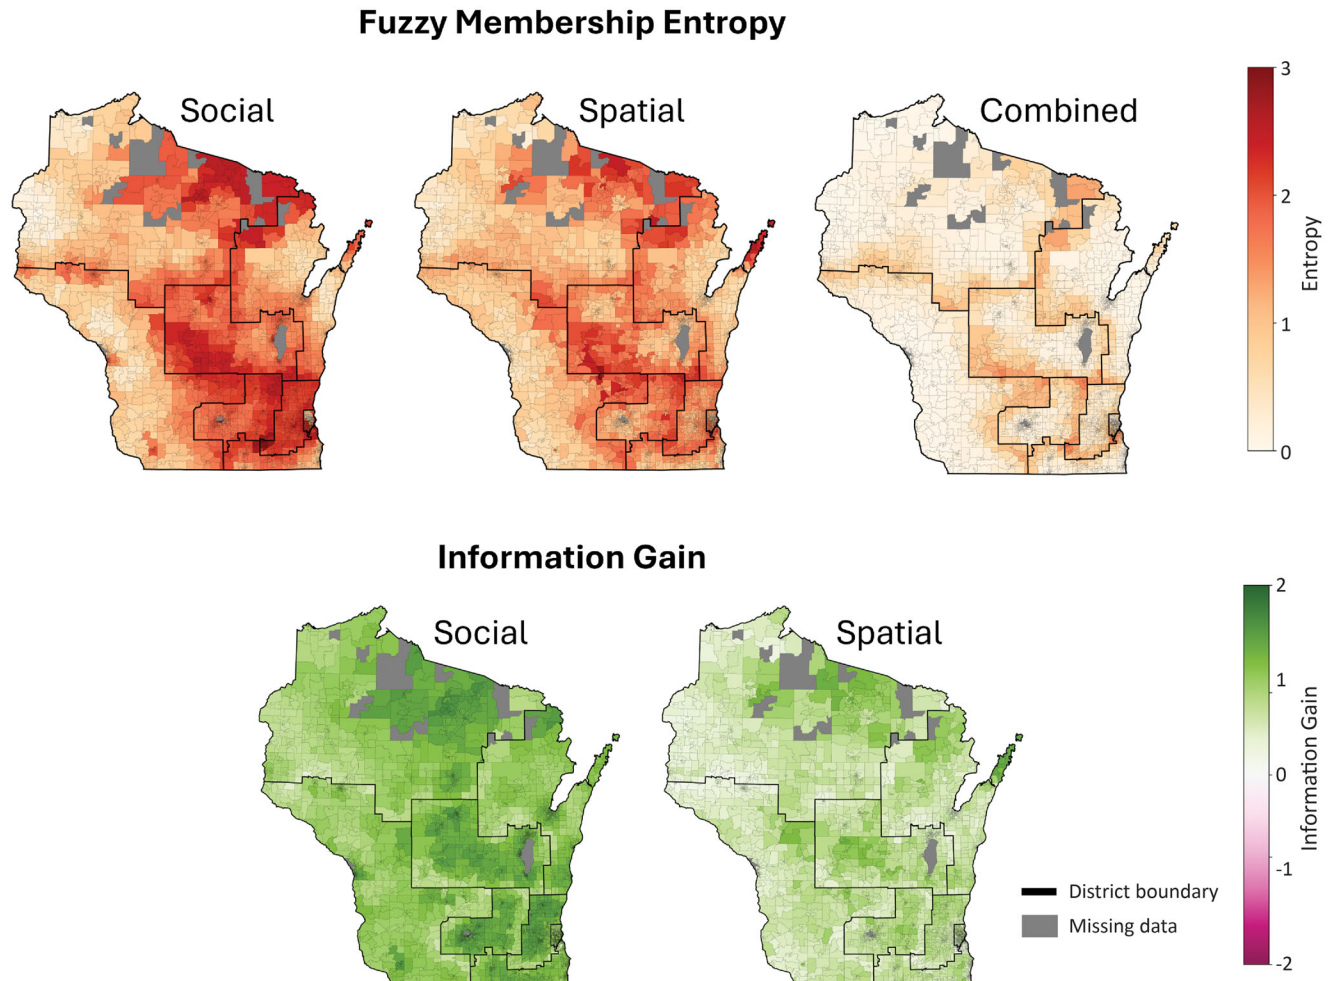 Fuzzy Membership Entropy
Social
Spatial
Combined
3
2
1
0
Entropy
Information Gain
Social
Spatial
2
1
0
-1
-2
Information Gain
District boundary
Missing data